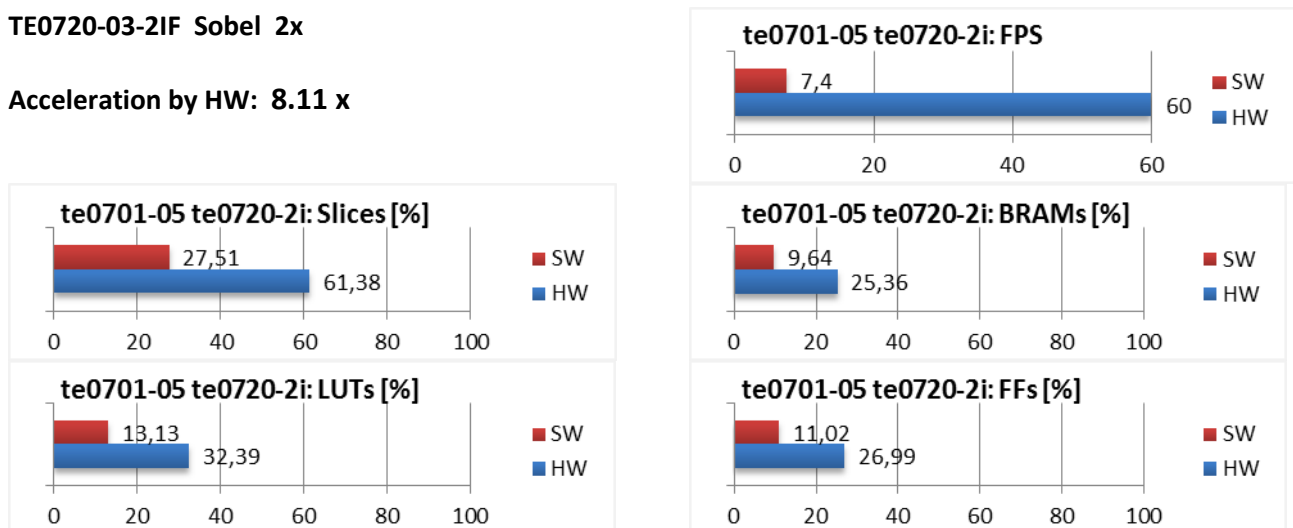 TE0720-03-2IF Sobel 2x
Acceleration by HW: 8.11 x
te0701-05 te0720-2i: FPS
7,4
60
SW
HW
0 20 40 60
te0701-05 te0720-2i: Slices [%]
27,51
61,38
SW
HW
0 20 40 60 80 100
te0701-05 te0720-2i: BRAMs [%]
9,64
25,36
SW
HW
0 20 40 60 80 100
te0701-05 te0720-2i: LUTs [%]
13,13
32,39
SW
HW
0 20 40 60 80 100
te0701-05 te0720-2i: FFs [%]
11,02
26,99
SW
HW
0 20 40 60 80 100